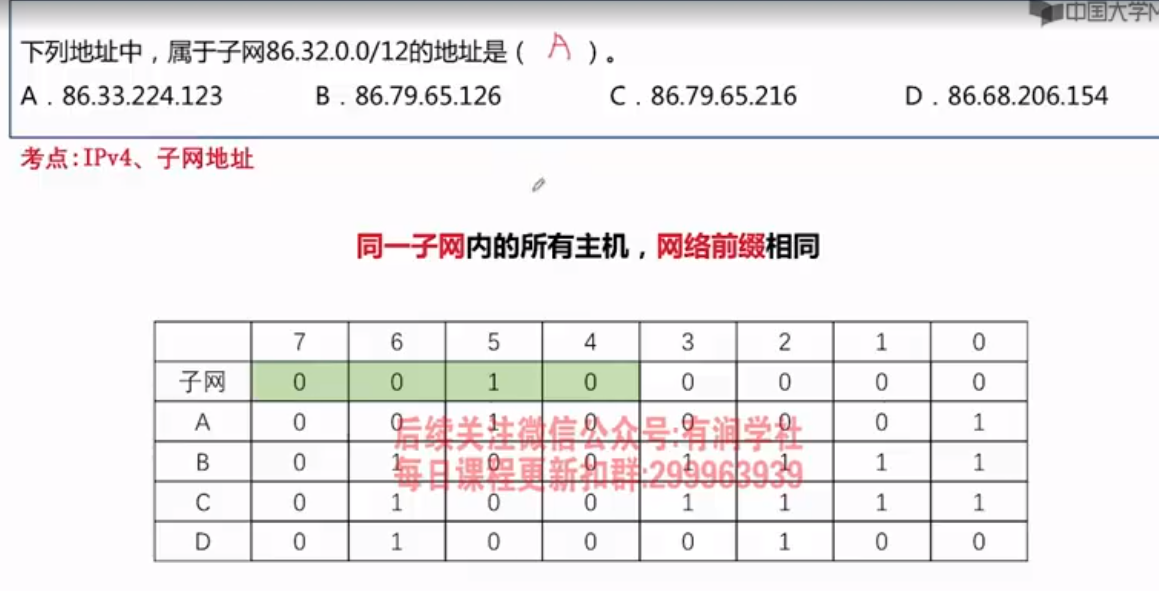 中国大学M
下列地址中，属于子网86.32.0.0/12的地址是（ A ）。
A．86.33.224.123 B．86.79.65.126 C．86.79.65.216 D．86.68.206.154
考点:IPv4、子网地址
同一子网内的所有主机，网络前缀相同
7 6 5 4 3 2 1 0
子网 0 0 1 0 0 0 0 0
A 0 0 1 0 0 0 0 1
后续关注微信公众号:有涧学社
B 0 1 0 0 1 1 1 1
每日课程更新扣群:299963939
C 0 1 0 0 1 1 1 1
D 0 1 0 0 0 1 0 0